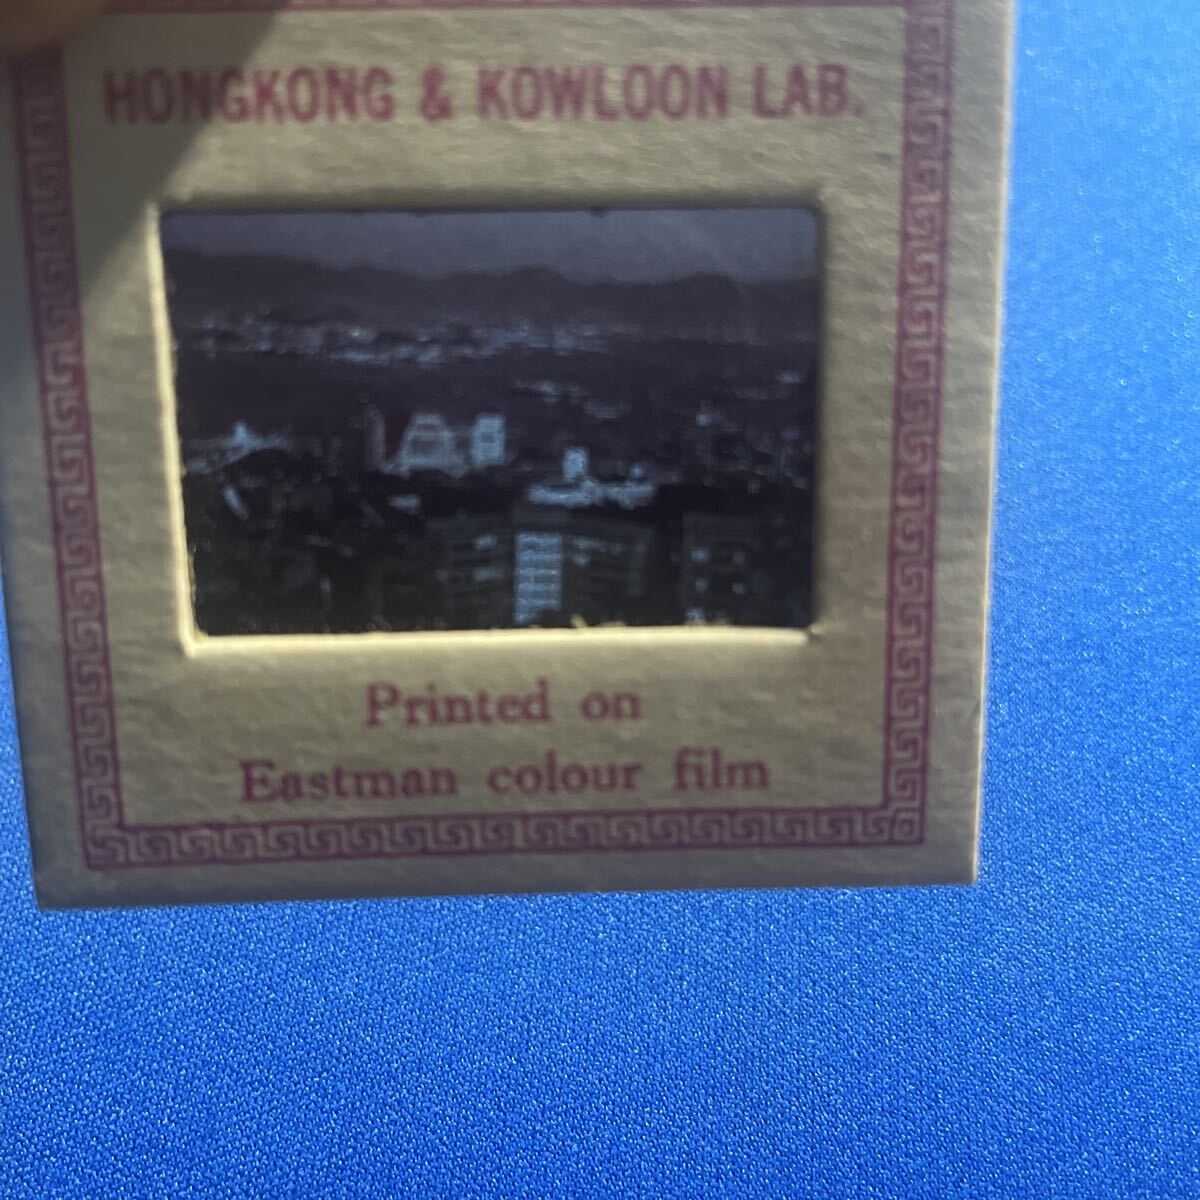 HONGKONG & KOWLOON LAB.
Printed on
Eastman colour film